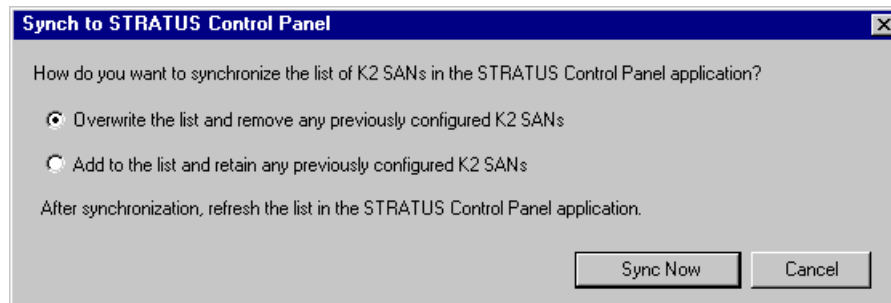 Synch to STRATUS Control Panel
How do you want to synchronize the list of K2 SANs in the STRATUS Control Panel application?
Overwrite the list and remove any previously configured K2 SANs
Add to the list and retain any previously configured K2 SANs
After synchronization, refresh the list in the STRATUS Control Panel application.
Sync Now
Cancel